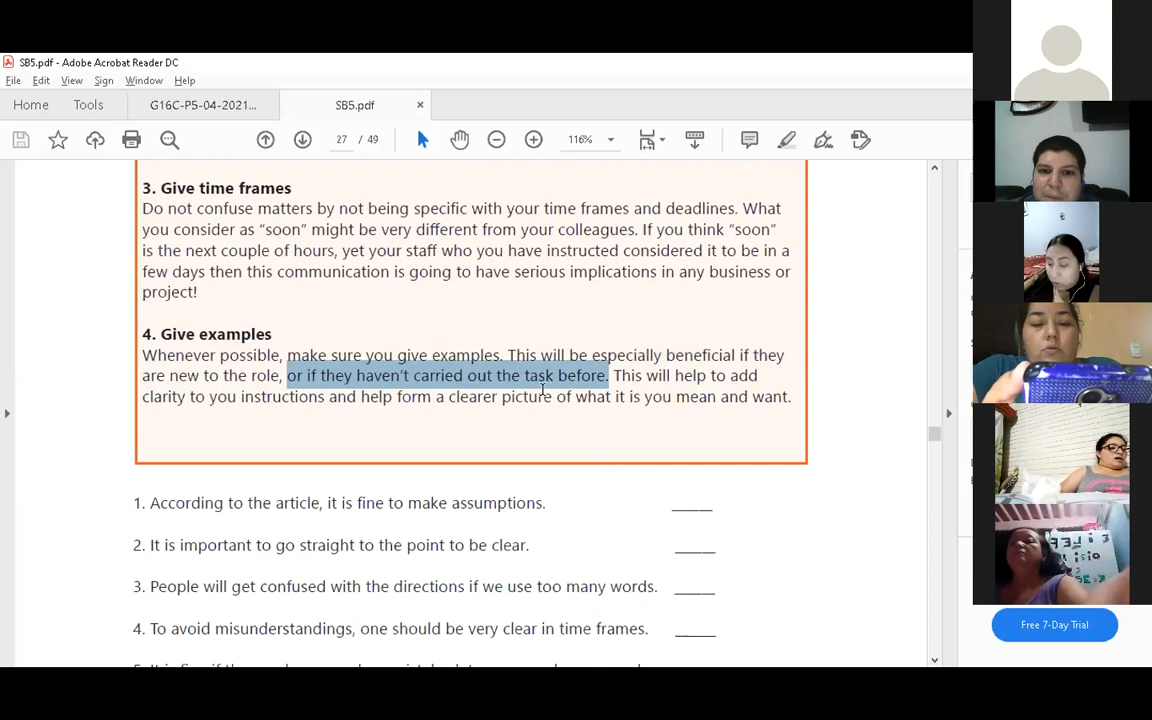 SB5.pdf - Adobe Acrobat Reader DC
File Edit View Sign Window Help
Home Tools G16C-P5-04-2021... SB5.pdf ×
27 / 49 116%
3. Give time frames
Do not confuse matters by not being specific with your time frames and deadlines. What
you consider as “soon” might be very different from your colleagues. If you think “soon”
is the next couple of hours, yet your staff who you have instructed considered it to be in a
few days then this communication is going to have serious implications in any business or
project!
4. Give examples
Whenever possible, make sure you give examples. This will be especially beneficial if they
are new to the role, or if they haven’t carried out the task before. This will help to add
clarity to you instructions and help form a clearer picture of what it is you mean and want.
1. According to the article, it is fine to make assumptions. _____
2. It is important to go straight to the point to be clear. _____
3. People will get confused with the directions if we use too many words. _____
4. To avoid misunderstandings, one should be very clear in time frames. _____
Free 7-Day Trial